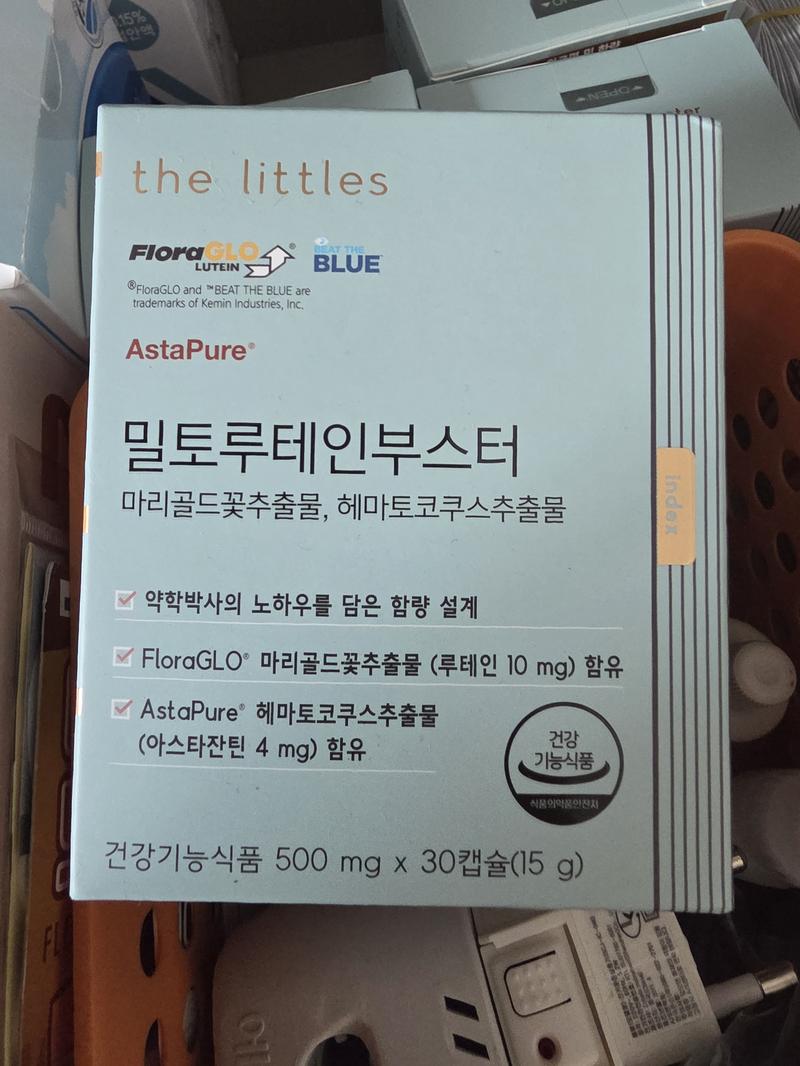 15%
OPEN
the littles
FloraGLO®
LUTEIN
BEAT THE
BLUE™
®FloraGLO and ™BEAT THE BLUE are
trademarks of Kemin Industries, Inc.
AstaPure®
밀토루테인부스터
마리골드꽃추출물, 헤마토코쿠스추출물
index
약학박사의 노하우를 담은 함량 설계
FloraGLO® 마리골드꽃추출물 (루테인 10 mg) 함유
AstaPure® 헤마토코쿠스추출물
(아스타잔틴 4 mg) 함유
건강
기능식품
식품의약품안전처
건강기능식품 500 mg x 30캡슐(15 g)